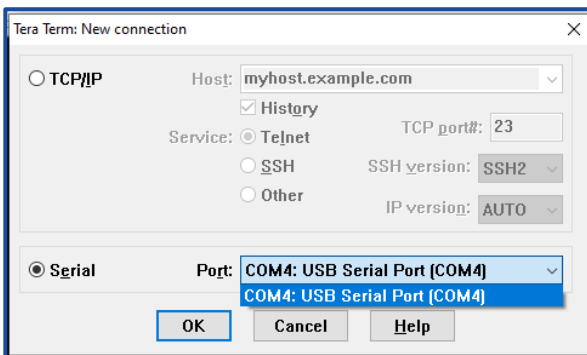 Tera Term: New connection
TCP/IP
Host: myhost.example.com
History
Service: Telnet
TCP port#: 23
SSH
SSH version: SSH2
Other
IP version: AUTO
Serial
Port: COM4: USB Serial Port (COM4)
COM4: USB Serial Port (COM4)
OK Cancel Help